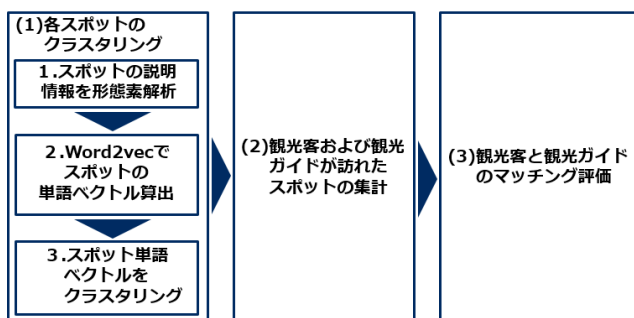 (1)各スポットの
クラスタリング
1.スポットの説明
情報を形態素解析
2.Word2vecで
スポットの
単語ベクトル算出
3.スポット単語
ベクトルを
クラスタリング
(2)観光客および観光
ガイドが訪れた
スポットの集計
(3)観光客と観光ガイド
のマッチング評価